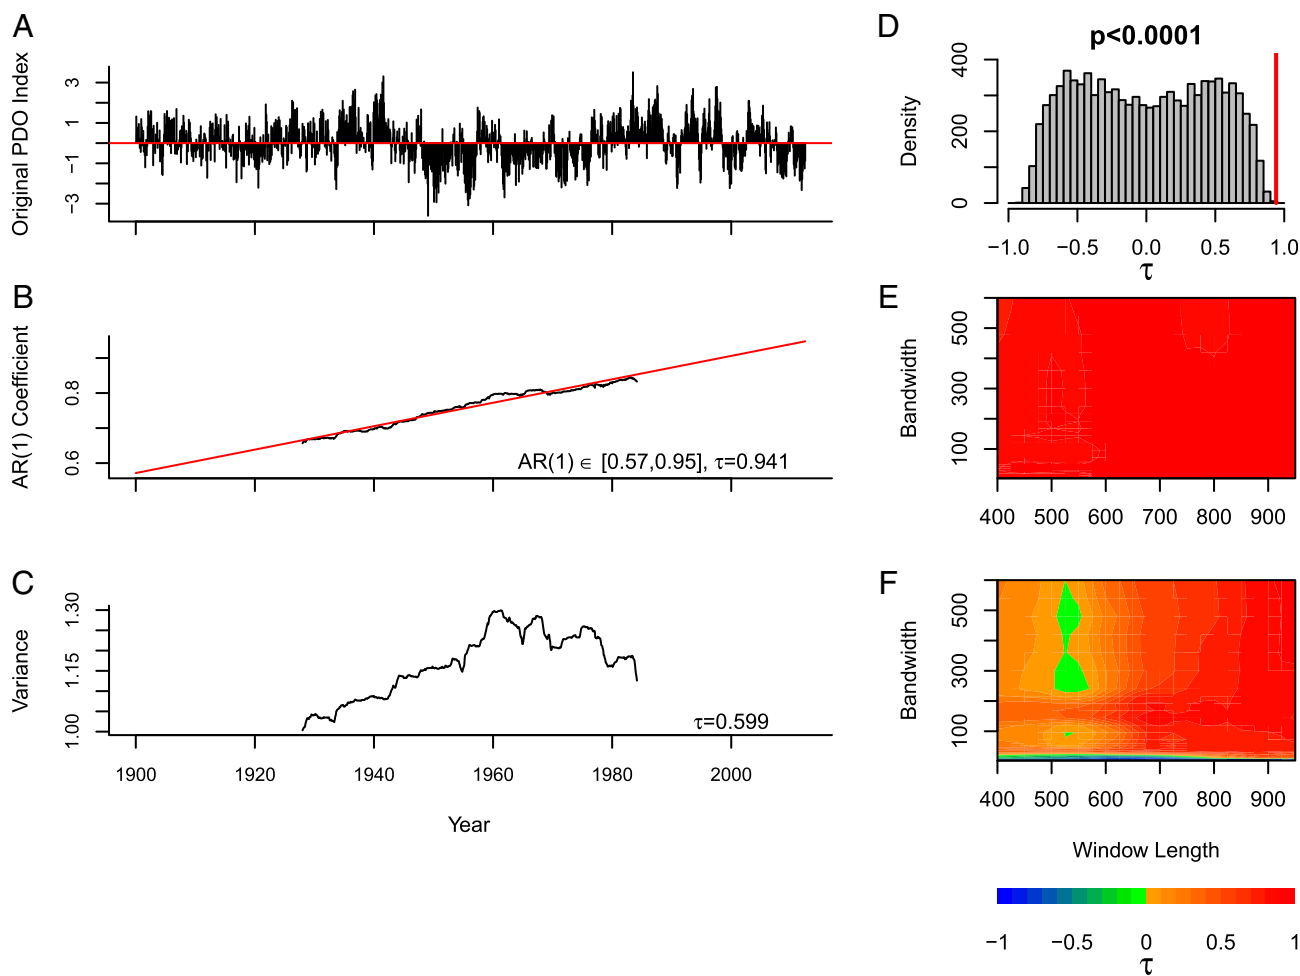 A
Original PDO Index
3
1
−1
−3
B
AR(1) Coefficient
0.8
0.6
AR(1) ∈ [0.57,0.95], τ=0.941
C
Variance
1.30
1.15
1.00
τ=0.599
1900 1920 1940 1960 1980 2000
Year
D
p<0.0001
Density
400
200
0
−1.0 −0.5 0.0 0.5 1.0
τ
E
Bandwidth
500
300
100
400 500 600 700 800 900
F
Bandwidth
500
300
100
400 500 600 700 800 900
Window Length
−1 −0.5 0 0.5 1
τ